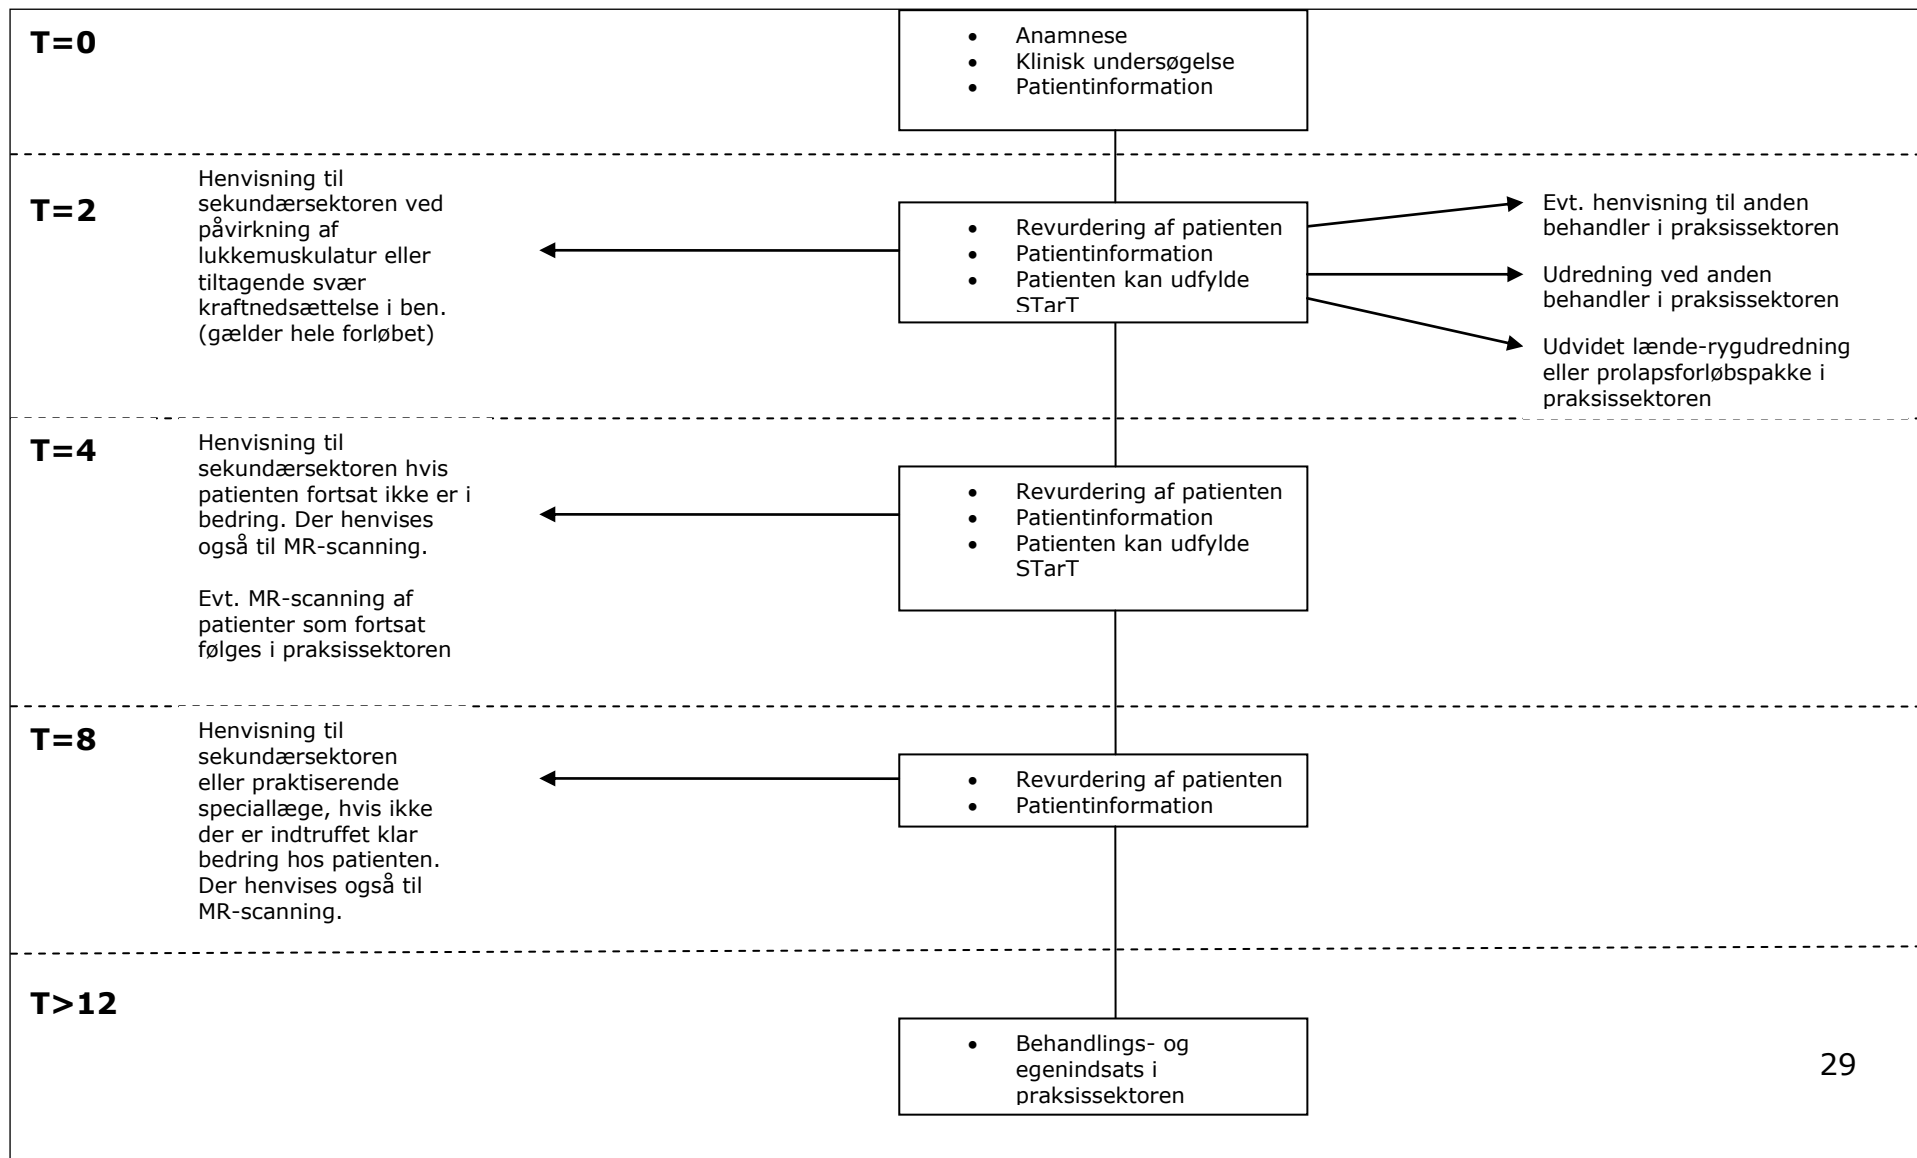 T=0
• Anamnese
• Klinisk undersøgelse
• Patientinformation
T=2
Henvisning til
sekundærsektoren ved
påvirkning af
lukkemuskulatur eller
tiltagende svær
kraftnedsættelse i ben.
(gælder hele forløbet)
• Revurdering af patienten
• Patientinformation
• Patienten kan udfylde
STarT
Evt. henvisning til anden
behandler i praksissektoren
Udredning ved anden
behandler i praksissektoren
Udvidet lænde-rygudredning
eller prolapsforløbspakke i
praksissektoren
T=4
Henvisning til
sekundærsektoren hvis
patienten fortsat ikke er i
bedring. Der henvises
også til MR-scanning.
Evt. MR-scanning af
patienter som fortsat
følges i praksissektoren
• Revurdering af patienten
• Patientinformation
• Patienten kan udfylde
STarT
T=8
Henvisning til
sekundærsektoren
eller praktiserende
speciallæge, hvis ikke
der er indtruffet klar
bedring hos patienten.
Der henvises også til
MR-scanning.
• Revurdering af patienten
• Patientinformation
T>12
• Behandlings- og
egenindsats i
praksissektoren
29